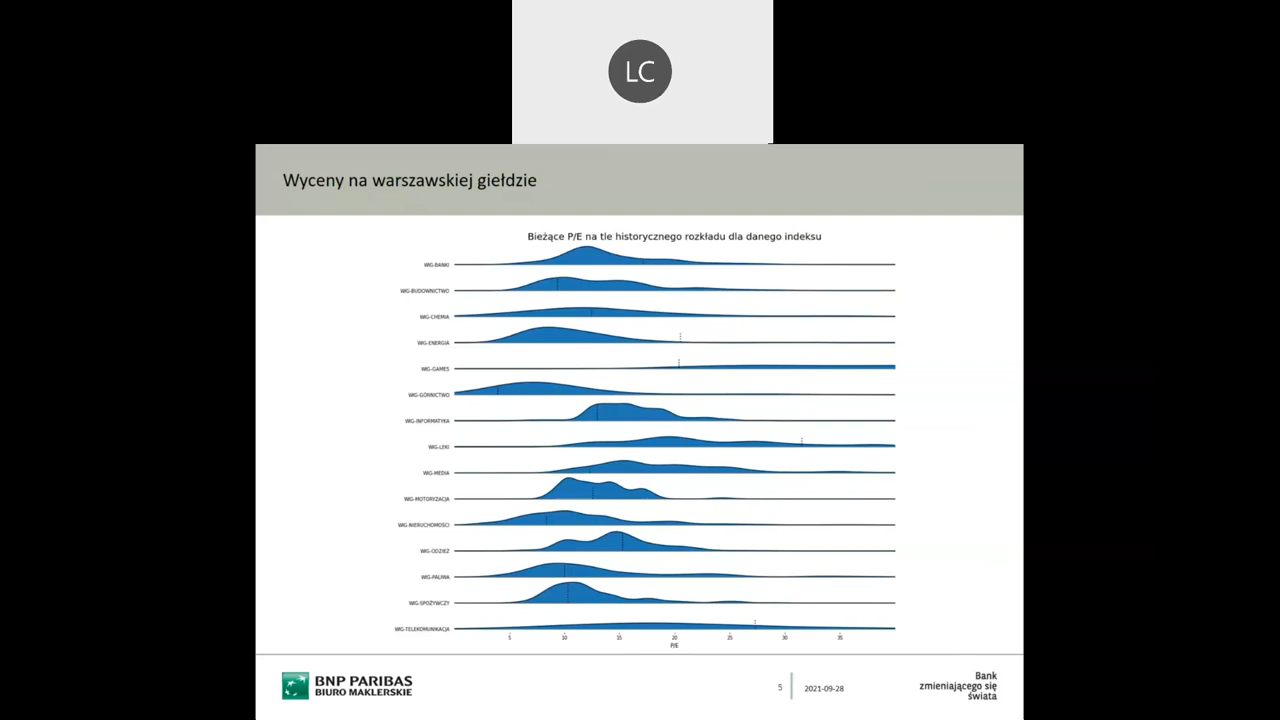 LC
Wyceny na warszawskiej giełdzie
Bieżące P/E na tle historycznego rozkładu dla danego indeksu
WIG-BANKI
WIG-BUDOWNICTWO
WIG-CHEMIA
WIG-ENERGIA
WIG-GAMES
WIG-GÓRNICTWO
WIG-INFORMATYKA
WIG-LEKI
WIG-MEDIA
WIG-MOTORYZACJA
WIG-NIERUCHOMOŚCI
WIG-ODZIEŻ
WIG-PALIWA
WIG-SPOŻYWCZY
WIG-TELEKOMUNIKACJA
5 10 15 20 25 30 35
P/E
BNP PARIBAS
BIURO MAKLERSKIE
5
2021-09-28
Bank
zmieniającego się
świata